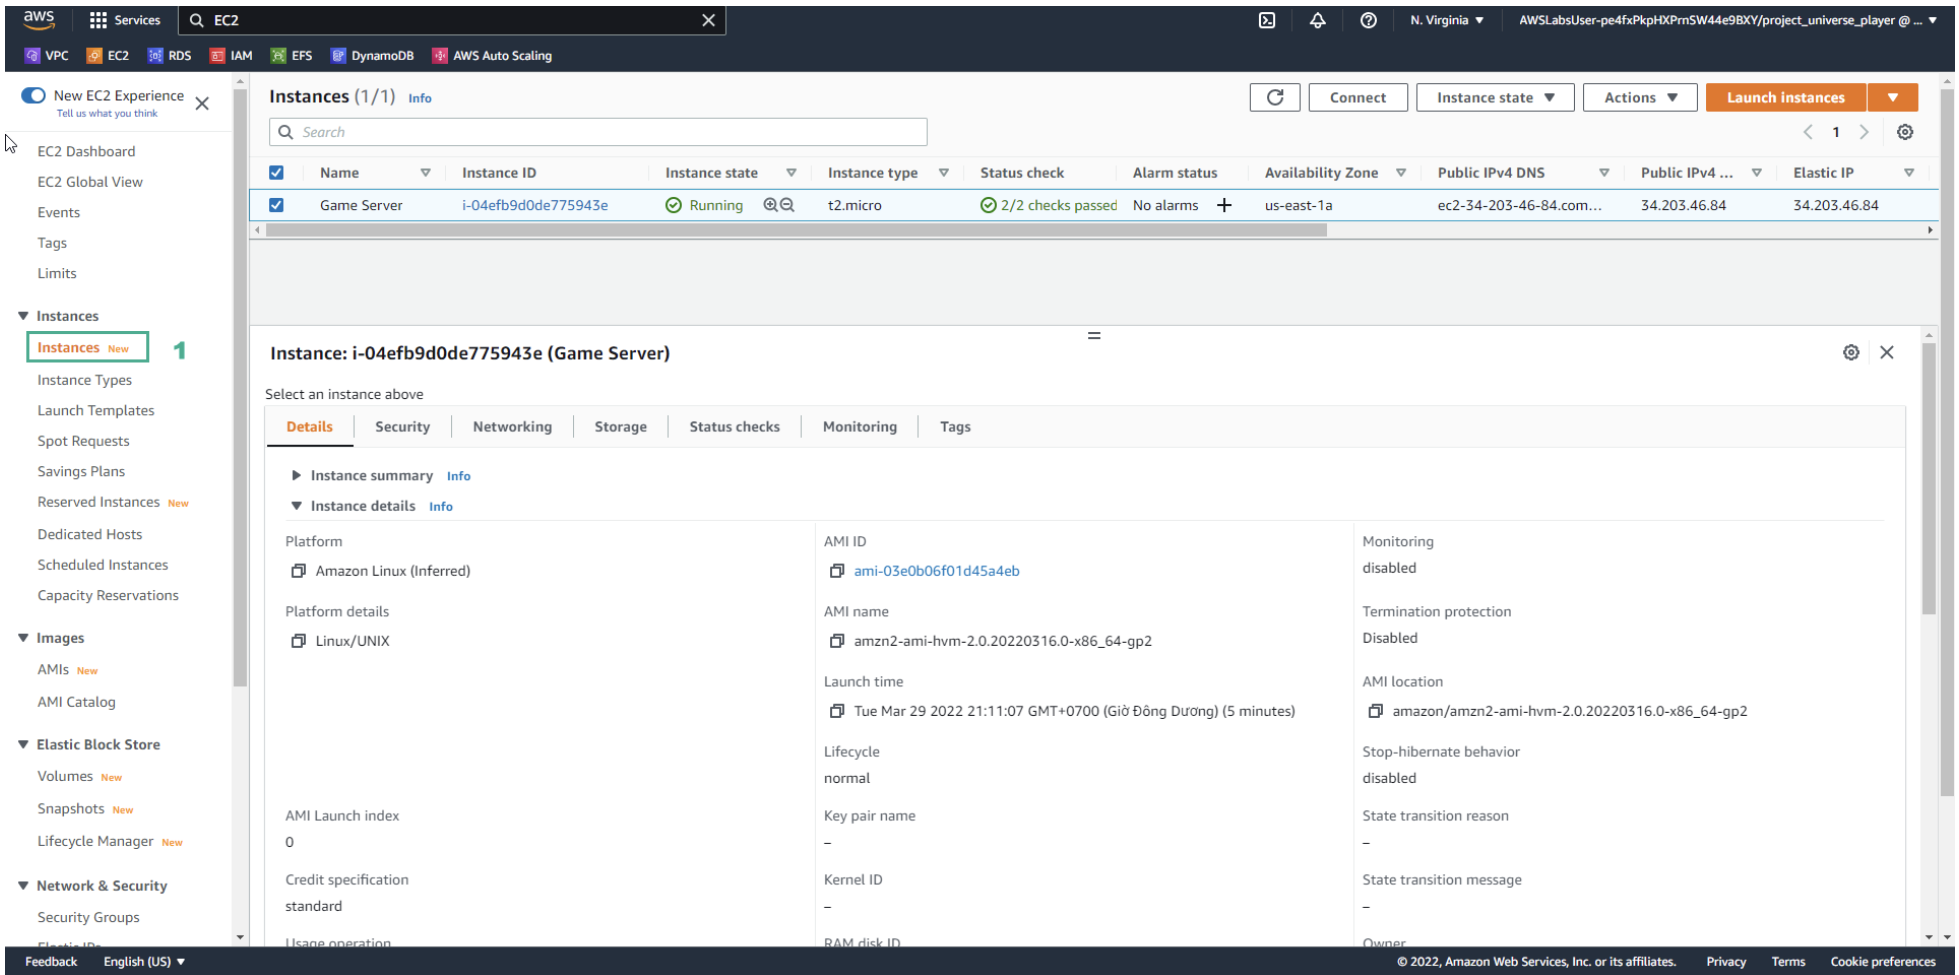 aws Services EC2 N. Virginia AWSLabsUser-pe4fxPkpHXPrnSW44e9BXY/project_universe_player @ ...
VPC EC2 RDS IAM EFS DynamoDB AWS Auto Scaling
New EC2 Experience
Tell us what you think
EC2 Dashboard
EC2 Global View
Events
Tags
Limits
Instances
Instances New 1
Instance Types
Launch Templates
Spot Requests
Savings Plans
Reserved Instances New
Dedicated Hosts
Scheduled Instances
Capacity Reservations
Images
AMIs New
AMI Catalog
Elastic Block Store
Volumes New
Snapshots New
Lifecycle Manager New
Network & Security
Security Groups
Elastic IPs
Instances (1/1) Info Connect Instance state Actions Launch instances
Search 1
Name Instance ID Instance state Instance type Status check Alarm status Availability Zone Public IPv4 DNS Public IPv4 ... Elastic IP
Game Server i-04efb9d0de775943e Running t2.micro 2/2 checks passed No alarms + us-east-1a ec2-34-203-46-84.com... 34.203.46.84 34.203.46.84
Instance: i-04efb9d0de775943e (Game Server)
Select an instance above
Details Security Networking Storage Status checks Monitoring Tags
Instance summary Info
Instance details Info
Platform AMI ID Monitoring
Amazon Linux (Inferred) ami-03e0b06f01d45a4eb disabled
Platform details AMI name Termination protection
Linux/UNIX amzn2-ami-hvm-2.0.20220316.0-x86_64-gp2 Disabled
Launch time AMI location
Tue Mar 29 2022 21:11:07 GMT+0700 (Giờ Đông Dương) (5 minutes) amazon/amzn2-ami-hvm-2.0.20220316.0-x86_64-gp2
Lifecycle Stop-hibernate behavior
normal disabled
AMI Launch index Key pair name State transition reason
0 – –
Credit specification Kernel ID State transition message
standard – –
Usage operation RAM disk ID Owner
Feedback English (US) © 2022, Amazon Web Services, Inc. or its affiliates. Privacy Terms Cookie preferences